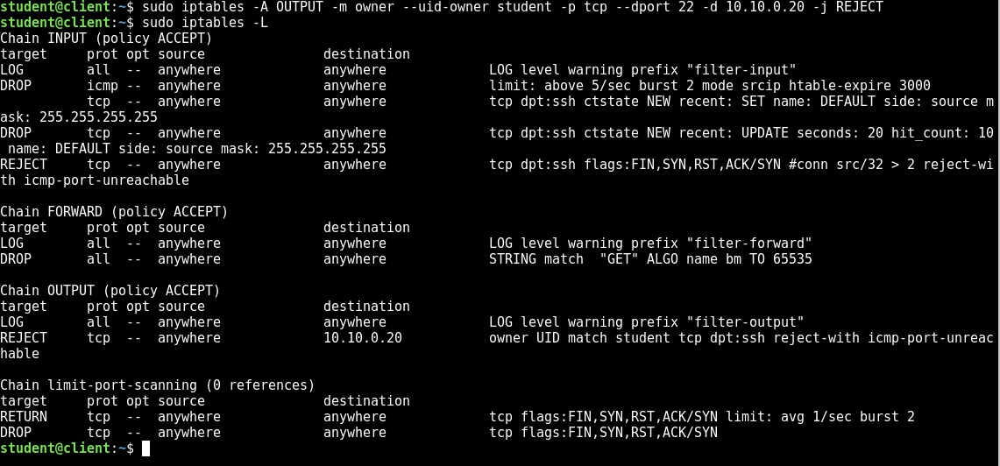 student@client:~$ sudo iptables -A OUTPUT -m owner --uid-owner student -p tcp --dport 22 -d 10.10.0.20 -j REJECT
student@client:~$ sudo iptables -L
Chain INPUT (policy ACCEPT)
target     prot opt source               destination
LOG        all  --  anywhere             anywhere             LOG level warning prefix "filter-input"
DROP       icmp --  anywhere             anywhere             limit: above 5/sec burst 2 mode srcip htable-expire 3000
           tcp  --  anywhere             anywhere             tcp dpt:ssh ctstate NEW recent: SET name: DEFAULT side: source m
ask: 255.255.255.255
DROP       tcp  --  anywhere             anywhere             tcp dpt:ssh ctstate NEW recent: UPDATE seconds: 20 hit_count: 10
 name: DEFAULT side: source mask: 255.255.255.255
REJECT     tcp  --  anywhere             anywhere             tcp dpt:ssh flags:FIN,SYN,RST,ACK/SYN #conn src/32 > 2 reject-wi
th icmp-port-unreachable

Chain FORWARD (policy ACCEPT)
target     prot opt source               destination
LOG        all  --  anywhere             anywhere             LOG level warning prefix "filter-forward"
DROP       all  --  anywhere             anywhere             STRING match  "GET" ALGO name bm TO 65535

Chain OUTPUT (policy ACCEPT)
target     prot opt source               destination
LOG        all  --  anywhere             anywhere             LOG level warning prefix "filter-output"
REJECT     tcp  --  anywhere             10.10.0.20           owner UID match student tcp dpt:ssh reject-with icmp-port-unreac
hable

Chain limit-port-scanning (0 references)
target     prot opt source               destination
RETURN     tcp  --  anywhere             anywhere             tcp flags:FIN,SYN,RST,ACK/SYN limit: avg 1/sec burst 2
DROP       tcp  --  anywhere             anywhere             tcp flags:FIN,SYN,RST,ACK/SYN
student@client:~$